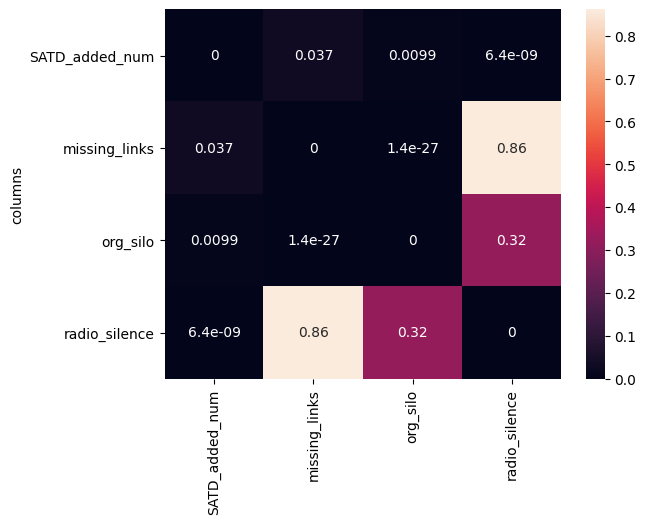 columns
SATD_added_num 0 0.037 0.0099 6.4e-09
missing_links 0.037 0 1.4e-27 0.86
org_silo 0.0099 1.4e-27 0 0.32
radio_silence 6.4e-09 0.86 0.32 0
SATD_added_num
missing_links
org_silo
radio_silence
0.8
0.7
0.6
0.5
0.4
0.3
0.2
0.1
0.0